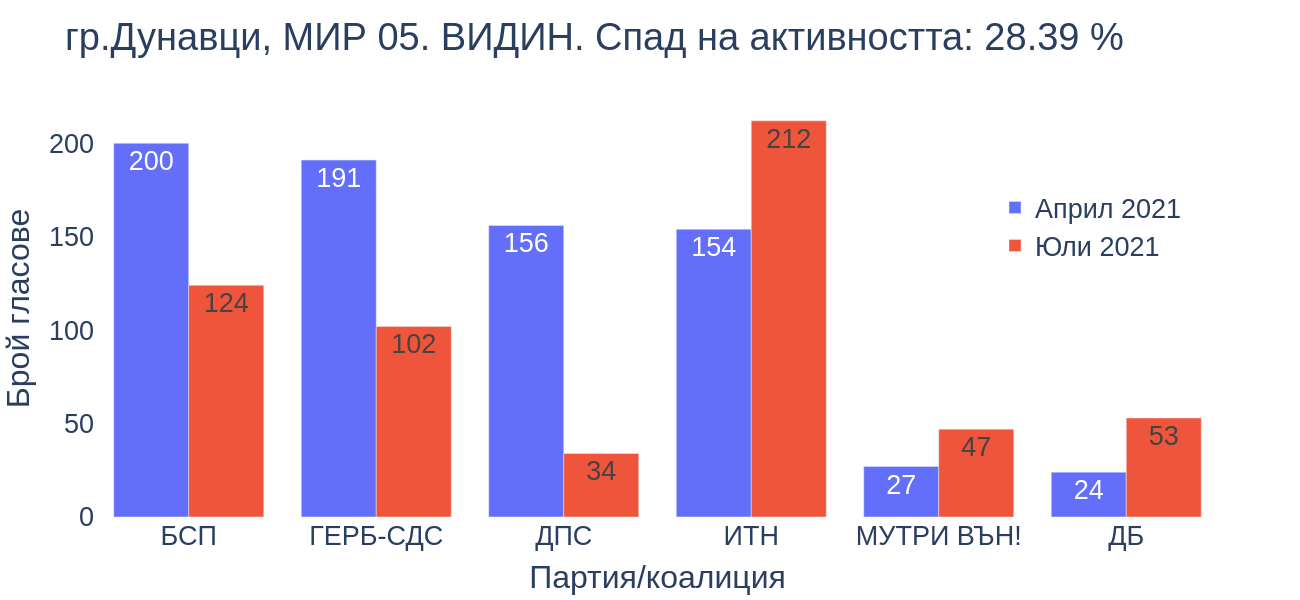 гр.Дунавци, МИР 05. ВИДИН. Спад на активността: 28.39 %
Брой гласове
200
150
100
50
0
200
124
191
102
156
34
154
212
27
47
24
53
Април 2021
Юли 2021
БСП
ГЕРБ-СДС
ДПС
ИТН
МУТРИ ВЪН!
ДБ
Партия/коалиция